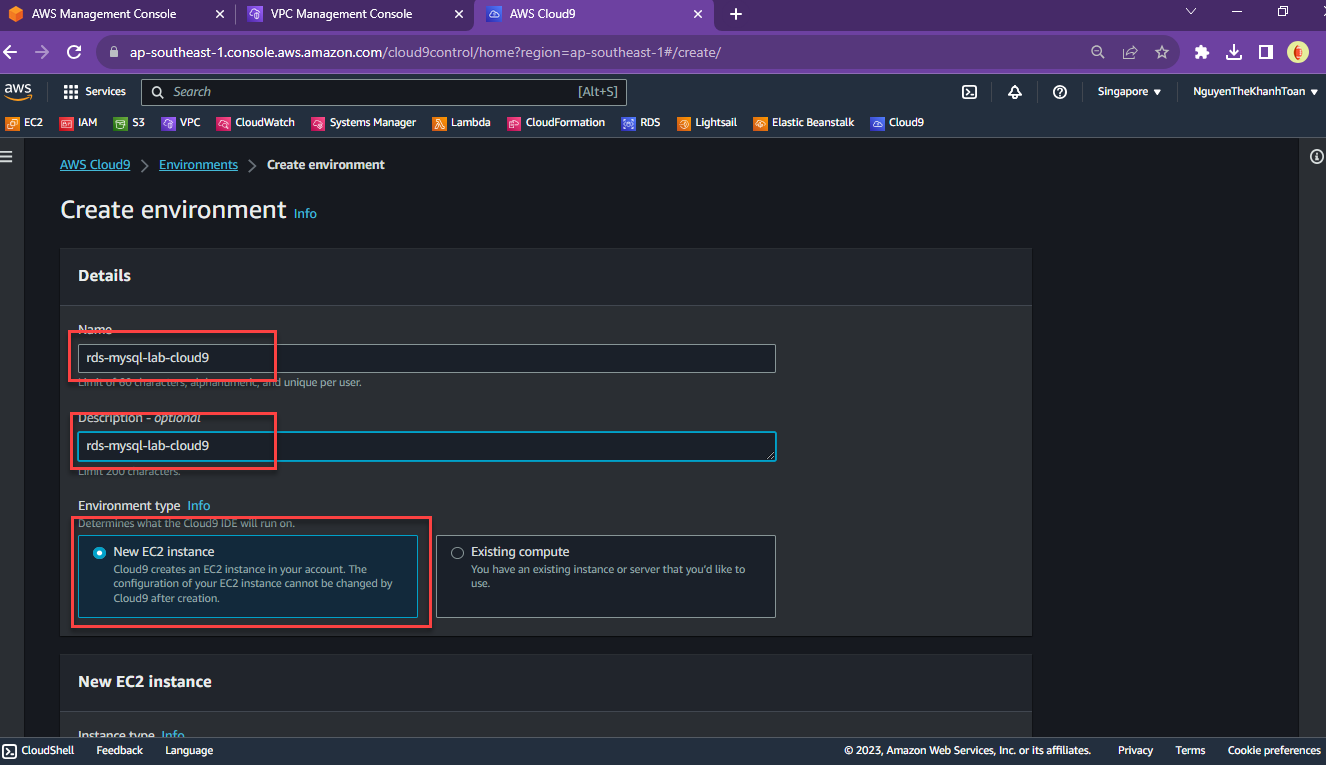 AWS Management Console
VPC Management Console
AWS Cloud9
ap-southeast-1.console.aws.amazon.com/cloud9control/home?region=ap-southeast-1#/create/
aws
Services
Search
[Alt+S]
Singapore
NguyenTheKhanhToan
EC2
IAM
S3
VPC
CloudWatch
Systems Manager
Lambda
CloudFormation
RDS
Lightsail
Elastic Beanstalk
Cloud9
AWS Cloud9
Environments
Create environment
Create environment
Info
Details
Name
rds-mysql-lab-cloud9
Limit of 60 characters, alphanumeric, and unique per user.
Description - optional
rds-mysql-lab-cloud9
Limit 200 characters.
Environment type
Info
Determines what the Cloud9 IDE will run on.
New EC2 instance
Cloud9 creates an EC2 instance in your account. The
configuration of your EC2 instance cannot be changed by
Cloud9 after creation.
Existing compute
You have an existing instance or server that you'd like to
use.
New EC2 instance
Instance type
Info
CloudShell
Feedback
Language
© 2023, Amazon Web Services, Inc. or its affiliates.
Privacy
Terms
Cookie preferences